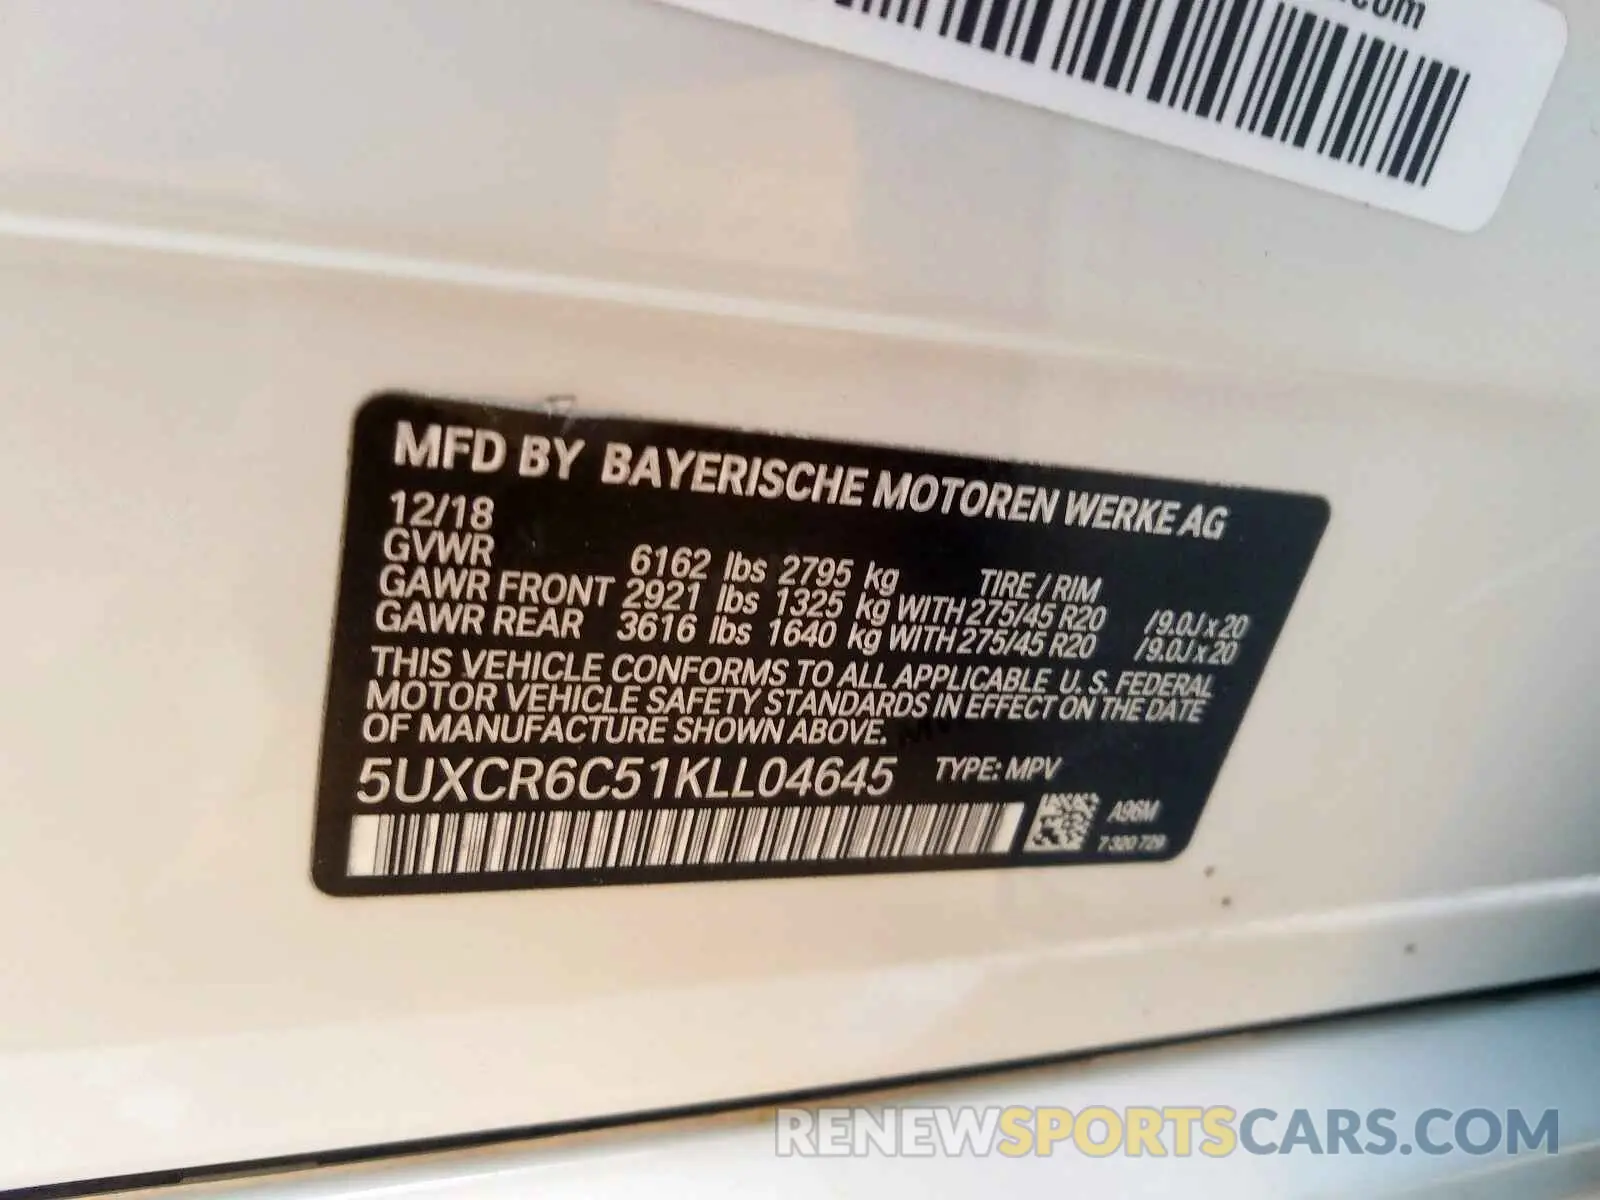 .com
MFD BY BAYERISCHE MOTOREN WERKE AG
12/18
GVWR 6162 lbs 2795 kg TIRE / RIM
GAWR FRONT 2921 lbs 1325 kg WITH 275/45 R20 / 9.0J x 20
GAWR REAR 3616 lbs 1640 kg WITH 275/45 R20 / 9.0J x 20
THIS VEHICLE CONFORMS TO ALL APPLICABLE U. S. FEDERAL
MOTOR VEHICLE SAFETY STANDARDS IN EFFECT ON THE DATE
OF MANUFACTURE SHOWN ABOVE.
5UXCR6C51KLL04645 TYPE: MPV
A96M
7 320 729
RENEWSPORTSCARS.COM